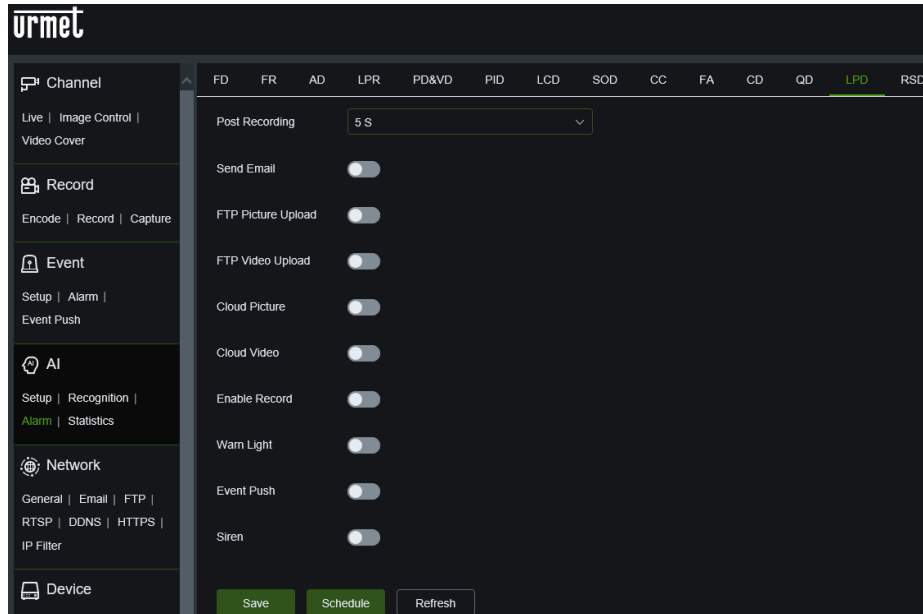 urmet
Channel
Live | Image Control |
Video Cover
Record
Encode | Record | Capture
Event
Setup | Alarm |
Event Push
AI
Setup | Recognition |
Alarm | Statistics
Network
General | Email | FTP |
RTSP | DDNS | HTTPS |
IP Filter
Device
FD FR AD LPR PD&VD PID LCD SOD CC FA CD QD LPD RSD
Post Recording 5 S
Send Email
FTP Picture Upload
FTP Video Upload
Cloud Picture
Cloud Video
Enable Record
Warn Light
Event Push
Siren
Save Schedule Refresh